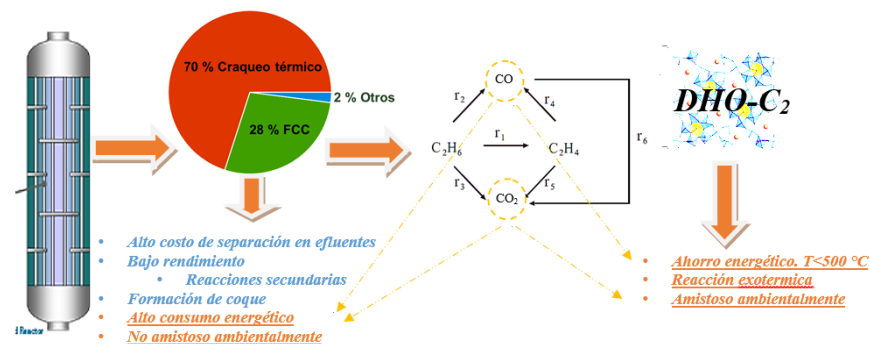 d Reactor
70 % Craqueo térmico
2 % Otros
28 % FCC
CO
r2
r4
r6
C2H6
r1
C2H4
r3
r5
CO2
DHO-C2
• Alto costo de separación en efluentes
• Bajo rendimiento
• Reacciones secundarias
• Formación de coque
• Alto consumo energético
• No amistoso ambientalmente
• Ahorro energético. T<500 °C
• Reacción exotermica
• Amistoso ambientalmente